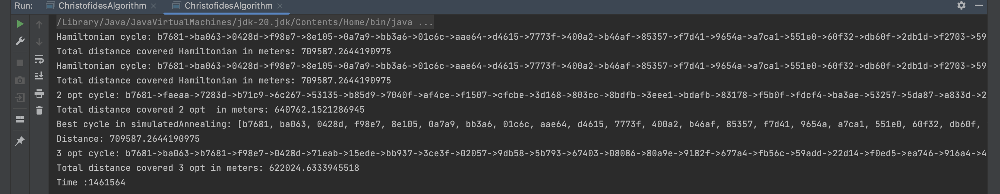 Run: ChristofidesAlgorithm ChristofidesAlgorithm
/Library/Java/JavaVirtualMachines/jdk-20.jdk/Contents/Home/bin/java ...
Hamiltonian cycle: b7681->ba063->0428d->f98e7->8e105->0a7a9->bb3a6->01c6c->aae64->d4615->7773f->400a2->b46af->85357->f7d41->9654a->a7ca1->551e0->60f32->db60f->2db1d->f2703->59
Total distance covered Hamiltonian in meters: 709587.2644190975
Hamiltonian cycle: b7681->ba063->0428d->f98e7->8e105->0a7a9->bb3a6->01c6c->aae64->d4615->7773f->400a2->b46af->85357->f7d41->9654a->a7ca1->551e0->60f32->db60f->2db1d->f2703->59
Total distance covered Hamiltonian in meters: 709587.2644190975
2 opt cycle: b7681->faeaa->7283d->b71c9->6c267->53135->b85d9->7040f->af4ce->f1507->cfcbe->3d168->803cc->8bdfb->3eee1->bdafb->83178->f5b0f->fdcf4->ba3ae->53257->5da87->a833d->2
Total distance covered 2 opt  in meters: 640762.1521286945
Best cycle in simulatedAnnealing: [b7681, ba063, 0428d, f98e7, 8e105, 0a7a9, bb3a6, 01c6c, aae64, d4615, 7773f, 400a2, b46af, 85357, f7d41, 9654a, a7ca1, 551e0, 60f32, db60f,
Distance: 709587.2644190975
3 opt cycle: b7681->ba063->b7681->f98e7->0428d->71eab->15ede->bb937->3ce3f->02057->9db58->5b793->67403->08086->80a9e->9182f->677a4->fb56c->59add->22d14->f0ed5->ea746->916a4->4
Total distance covered 3 opt in meters: 622024.6333945518
Time :1461564